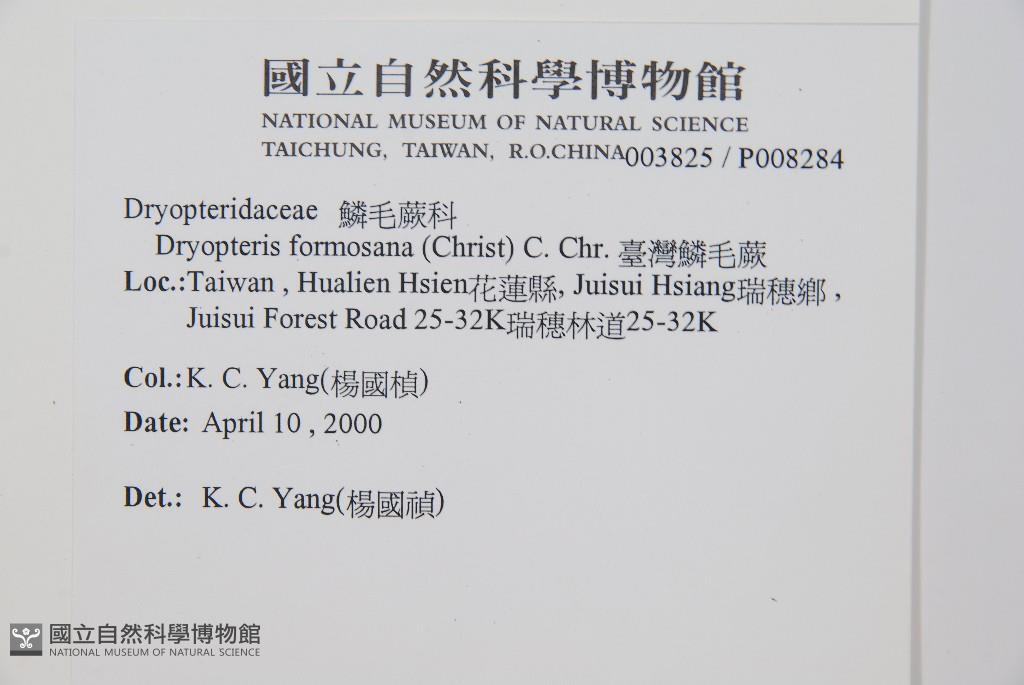 國立自然科學博物館
NATIONAL MUSEUM OF NATURAL SCIENCE
TAICHUNG, TAIWAN, R.O.CHINA003825 / P008284
Dryopteridaceae 鱗毛蕨科
Dryopteris formosana (Christ) C. Chr. 臺灣鱗毛蕨
Loc.:Taiwan , Hualien Hsien花蓮縣, Juisui Hsiang瑞穗鄉 ,
Juisui Forest Road 25-32K瑞穗林道25-32K
Col.:K. C. Yang(楊國楨)
Date: April 10 , 2000
Det.: K. C. Yang(楊國禎)
國立自然科學博物館
NATIONAL MUSEUM OF NATURAL SCIENCE